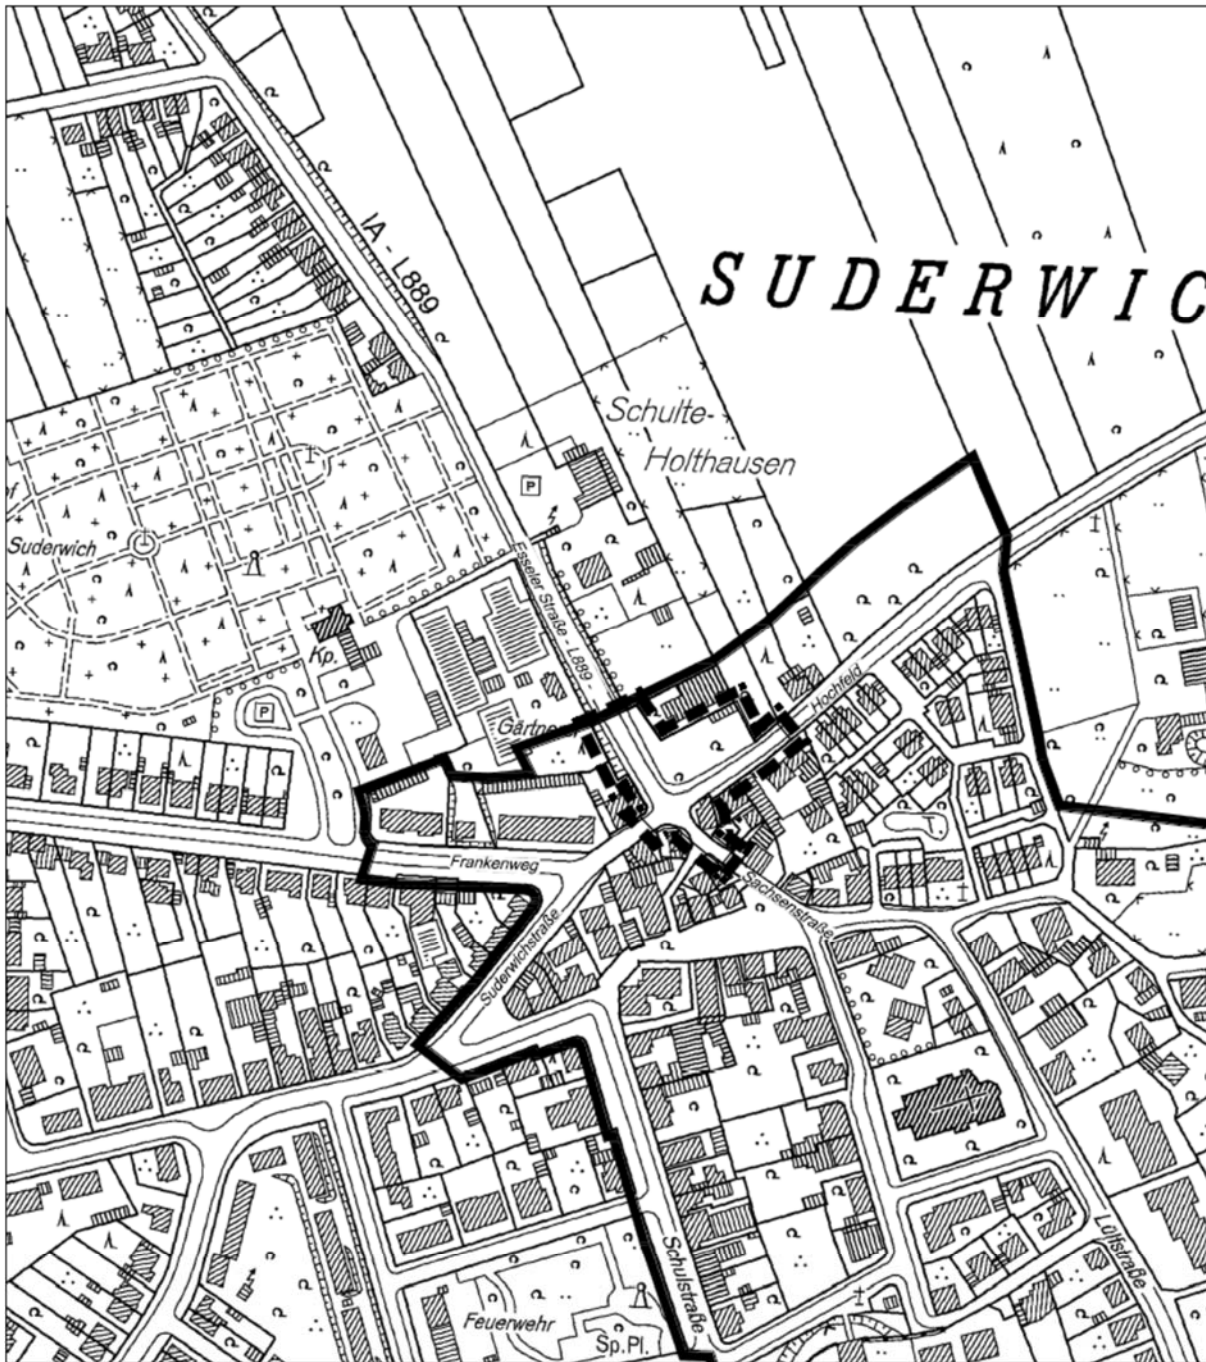 IA - L889
SUDERWIC
Schulte-
Holthausen
P
Suderwich
Esseler Straße - L889 -
Kp.
P
Gärtne
Hochfeld
Frankenweg
Sachsenstraße
Suderwichstraße
Schulstraße
Lülfstraße
Feuerwehr
Sp.Pl.